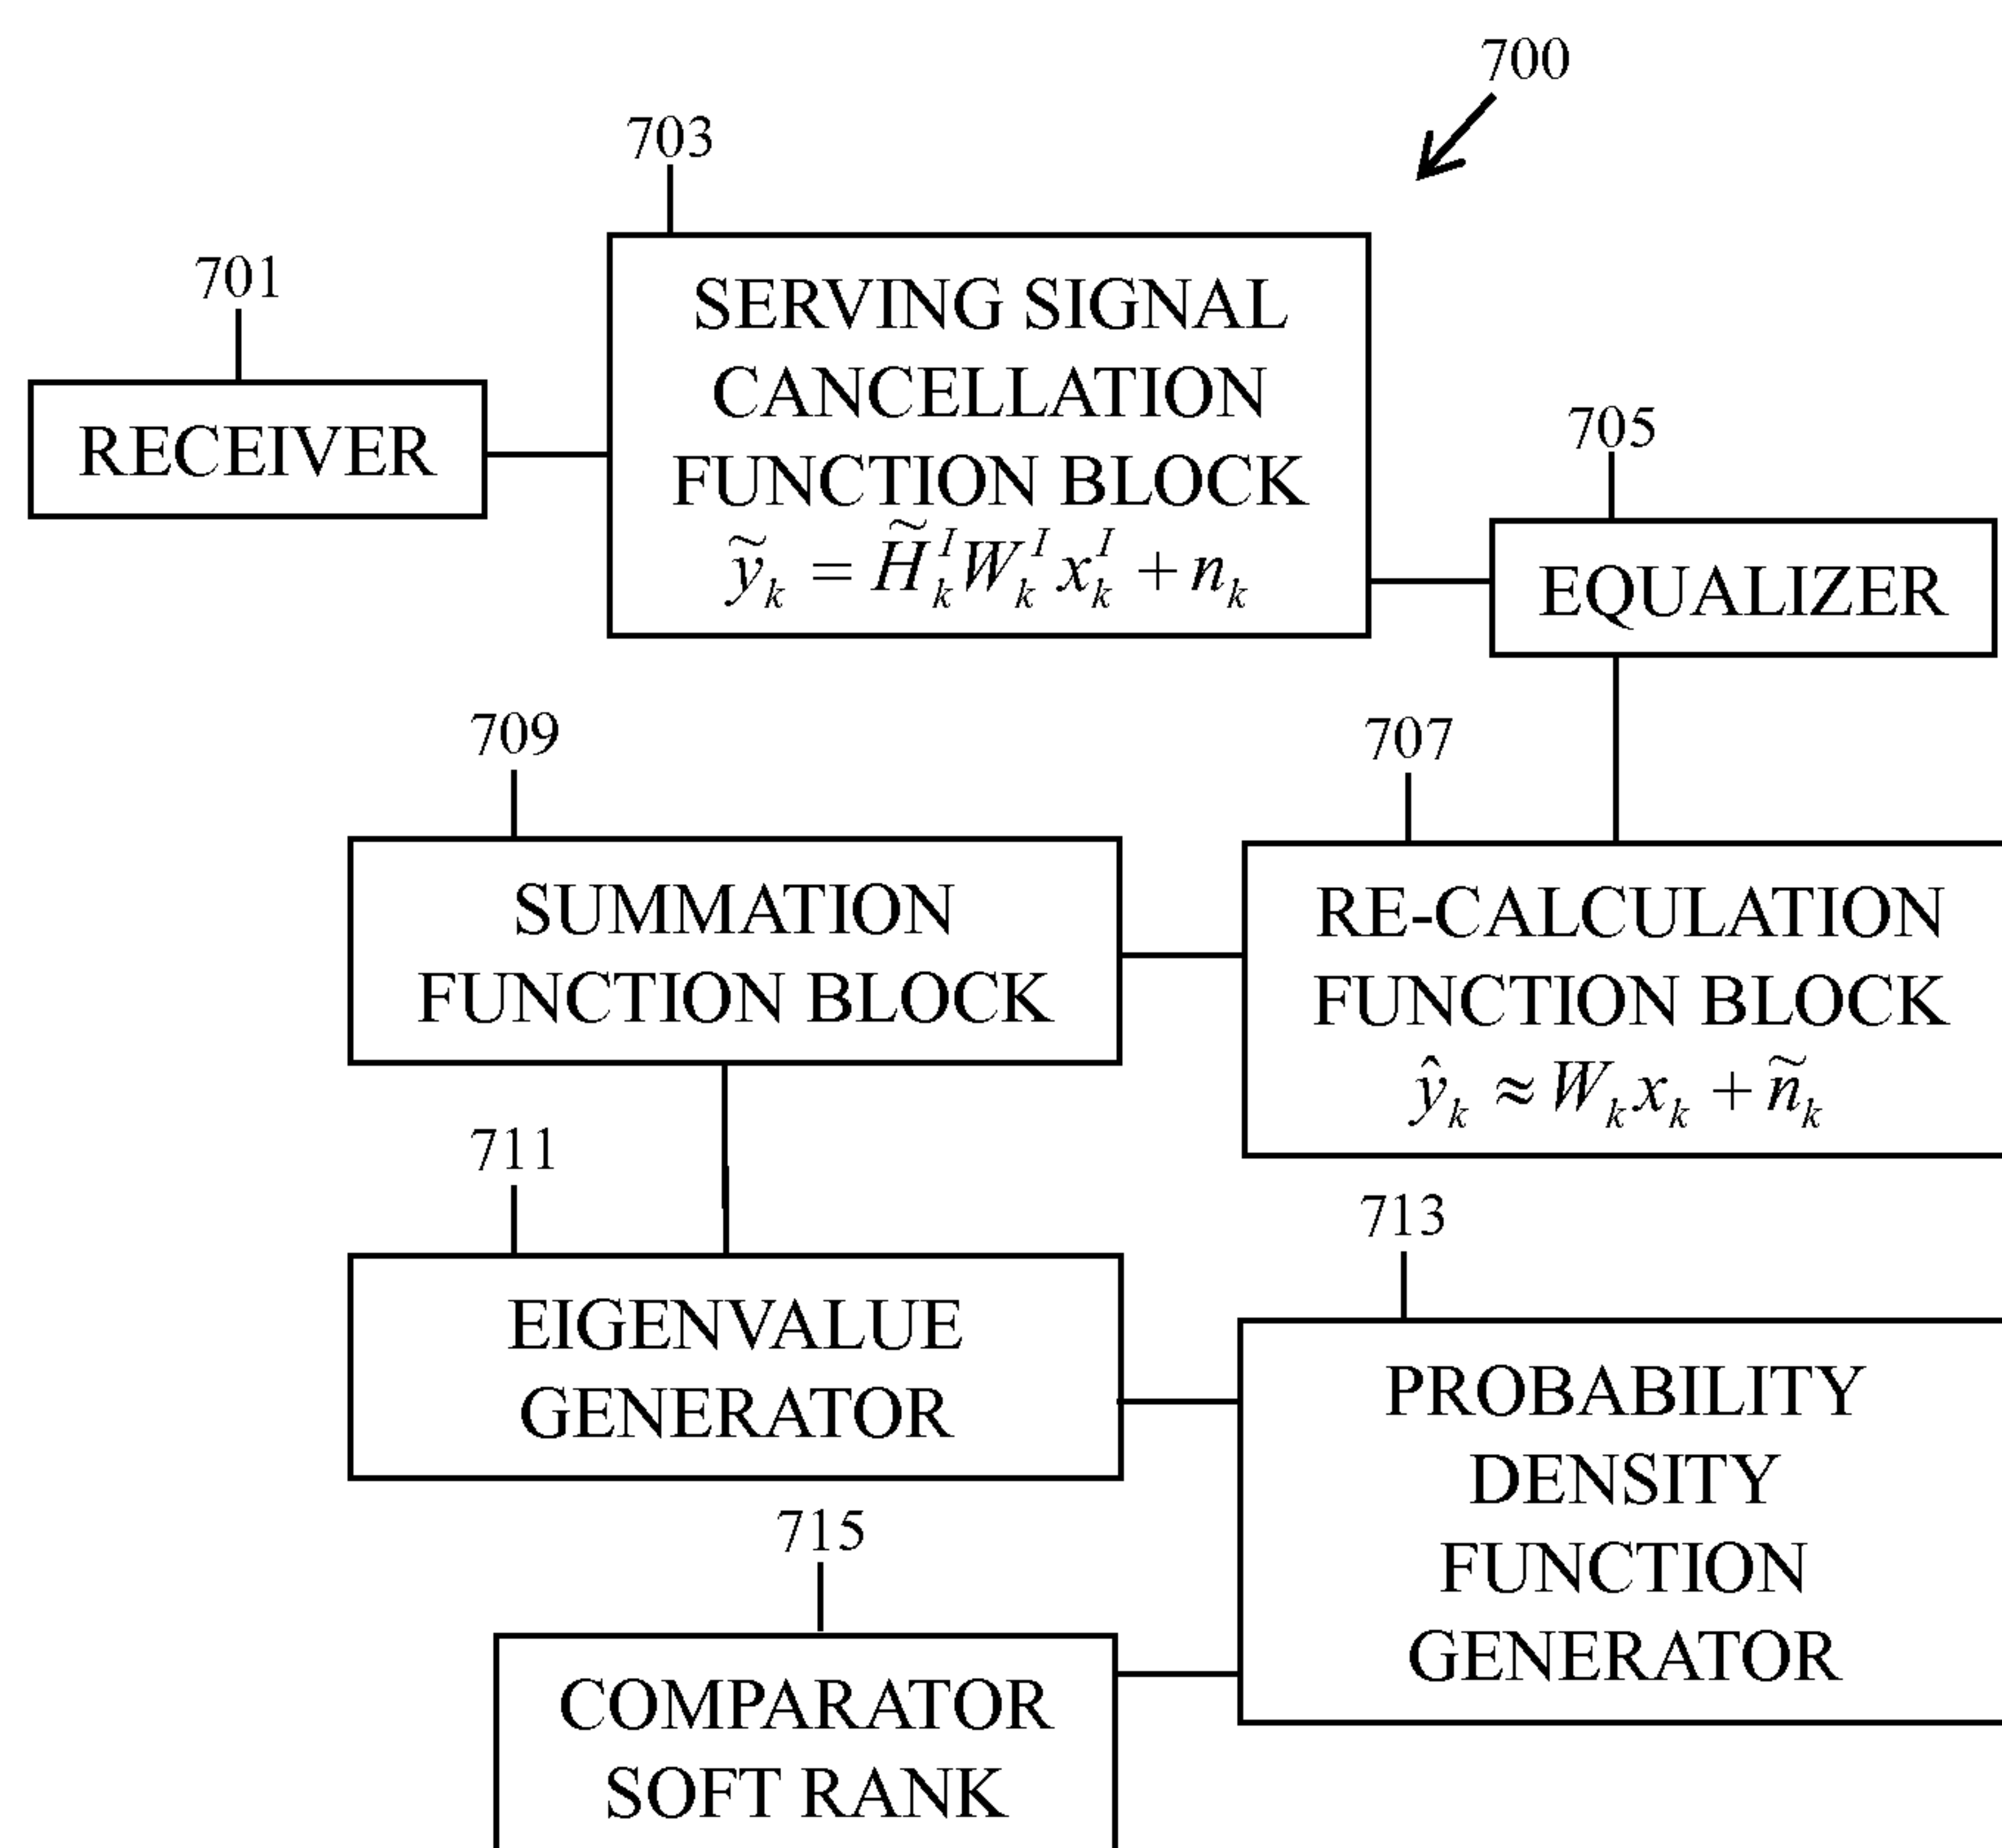 700
703
701
SERVING SIGNAL
CANCELLATION
FUNCTION BLOCK
ỹ_k = H̃_k^I W_k^I x_k^I + n_k
RECEIVER
705
EQUALIZER
709
707
SUMMATION
FUNCTION BLOCK
RE-CALCULATION
FUNCTION BLOCK
ŷ_k ≈ W_k x_k + ñ_k
711
713
EIGENVALUE
GENERATOR
PROBABILITY
DENSITY
FUNCTION
GENERATOR
715
COMPARATOR
SOFT RANK